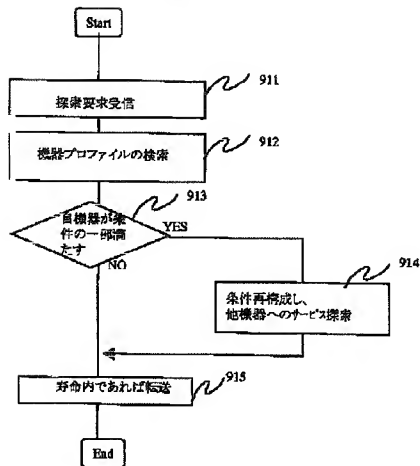 Start
911
探索要求受信
912
機器プロファイルの検索
913
自機器が条
件の一部満
たす
YES
NO
914
条件再構成し、
他機器へのサービス探索
寿命内であれば転送
915
End